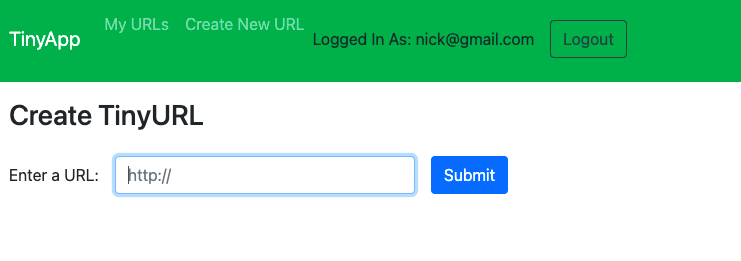 TinyApp My URLs Create New URL Logged In As: nick@gmail.com Logout
Create TinyURL
Enter a URL: http:// Submit